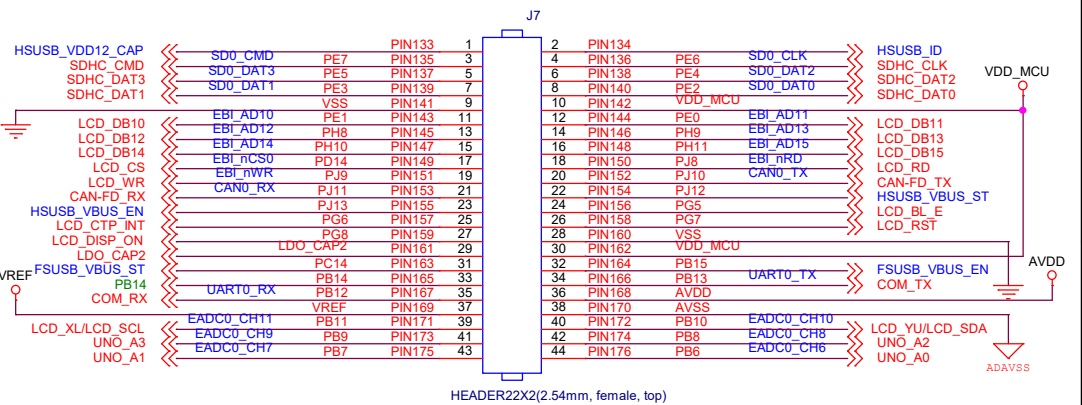 J7
PIN133 1 2 PIN134
HSUSB_VDD12_CAP HSUSB_ID
SDHC_CMD SD0_CMD PE7 PIN135 3 4 PIN136 PE6 SD0_CLK SDHC_CLK
SDHC_DAT3 SD0_DAT3 PE5 PIN137 5 6 PIN138 PE4 SD0_DAT2 SDHC_DAT2
SDHC_DAT1 SD0_DAT1 PE3 PIN139 7 8 PIN140 PE2 SD0_DAT0 SDHC_DAT0
VDD_MCU
VSS PIN141 9 10 PIN142 VDD_MCU
LCD_DB10 EBI_AD10 PE1 PIN143 11 12 PIN144 PE0 EBI_AD11 LCD_DB11
LCD_DB12 EBI_AD12 PH8 PIN145 13 14 PIN146 PH9 EBI_AD13 LCD_DB13
LCD_DB14 EBI_AD14 PH10 PIN147 15 16 PIN148 PH11 EBI_AD15 LCD_DB15
LCD_CS EBI_nCS0 PD14 PIN149 17 18 PIN150 PJ8 EBI_nRD LCD_RD
LCD_WR EBI_nWR PJ9 PIN151 19 20 PIN152 PJ10 CAN0_TX CAN-FD_TX
CAN-FD_RX CAN0_RX PJ11 PIN153 21 22 PIN154 PJ12 HSUSB_VBUS_ST
HSUSB_VBUS_EN PJ13 PIN155 23 24 PIN156 PG5 LCD_BL_E
LCD_CTP_INT PG6 PIN157 25 26 PIN158 PG7 LCD_RST
LCD_DISP_ON PG8 PIN159 27 28 PIN160 VSS
LDO_CAP2 LDO_CAP2 PIN161 29 30 PIN162 VDD_MCU
FSUSB_VBUS_ST PC14 PIN163 31 32 PIN164 PB15 FSUSB_VBUS_EN
PB14 PB14 PIN165 33 34 PIN166 PB13 UART0_TX COM_TX
COM_RX UART0_RX PB12 PIN167 35 36 PIN168 AVDD AVDD
VREF VREF PIN169 37 38 PIN170 AVSS
LCD_XL/LCD_SCL EADC0_CH11 PB11 PIN171 39 40 PIN172 PB10 EADC0_CH10 LCD_YU/LCD_SDA
UNO_A3 EADC0_CH9 PB9 PIN173 41 42 PIN174 PB8 EADC0_CH8 UNO_A2
UNO_A1 EADC0_CH7 PB7 PIN175 43 44 PIN176 PB6 EADC0_CH6 UNO_A0
ADAVSS
HEADER22X2(2.54mm, female, top)